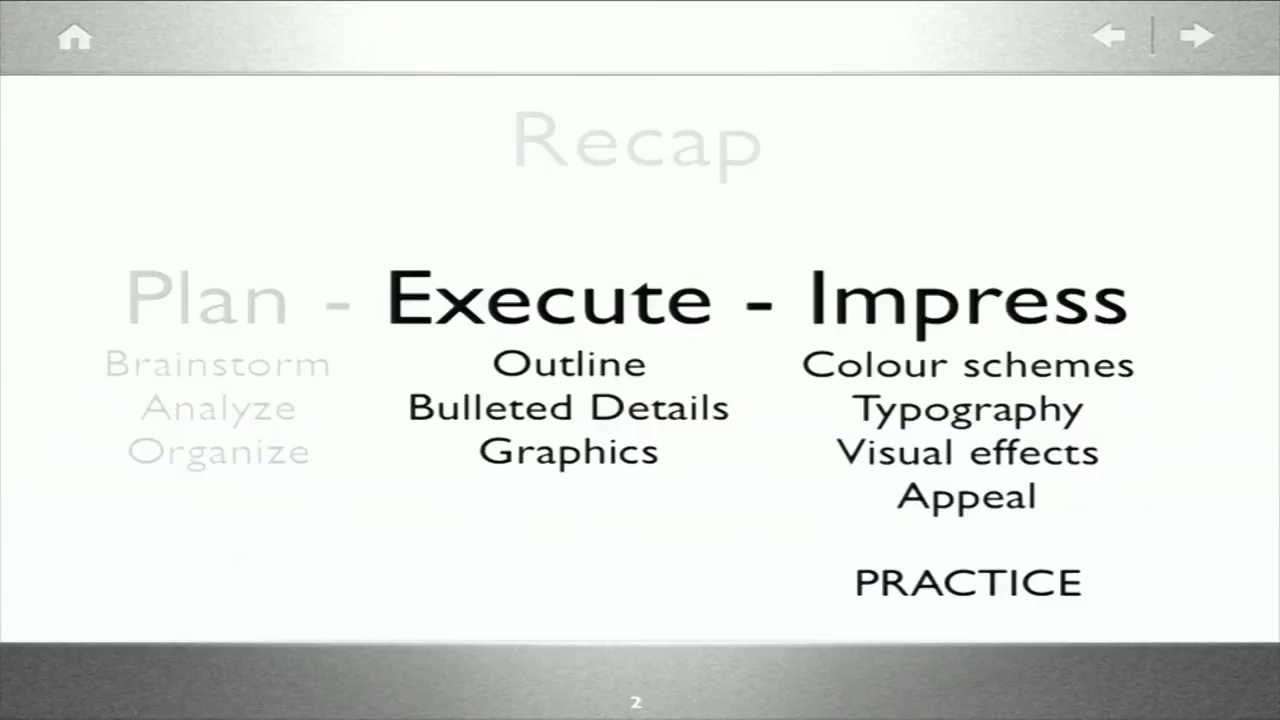 Recap
Plan - Execute - Impress
Brainstorm
Analyze
Organize
Outline
Bulleted Details
Graphics
Colour schemes
Typography
Visual effects
Appeal
PRACTICE
2